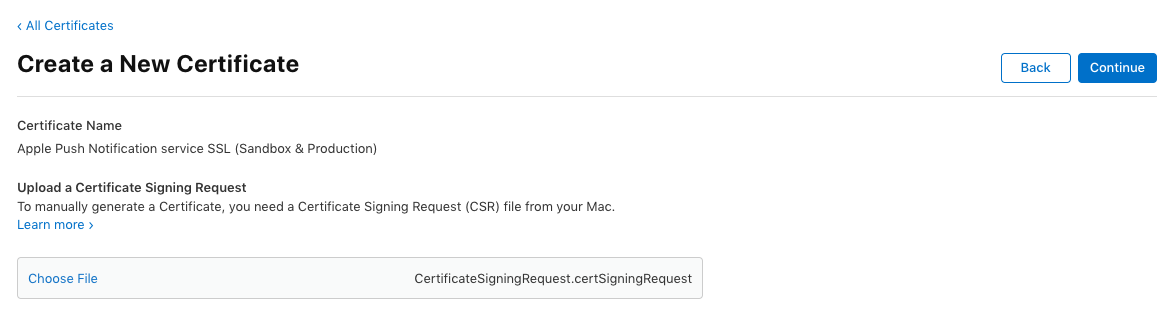 ‹ All Certificates
Create a New Certificate
Back
Continue
Certificate Name
Apple Push Notification service SSL (Sandbox & Production)
Upload a Certificate Signing Request
To manually generate a Certificate, you need a Certificate Signing Request (CSR) file from your Mac.
Learn more ›
Choose File
CertificateSigningRequest.certSigningRequest